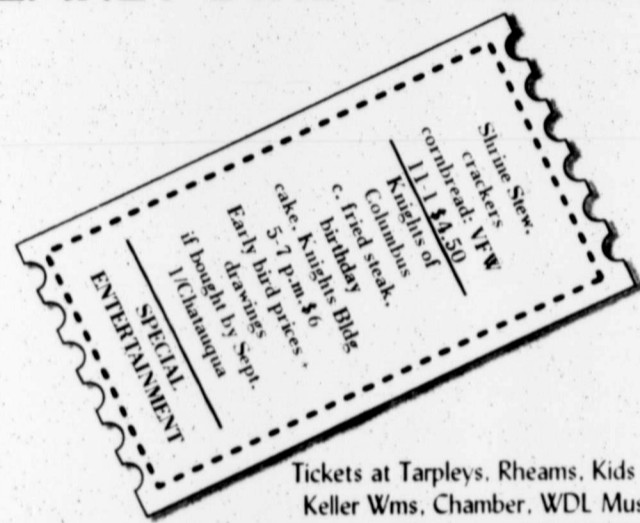 Shrine Stew,
crackers
cornbread; VFW
11-1 $4.50
Knights of
Columbus
c. fried steak,
birthday
cake, Knights Bldg
5-7 p.m. $6
Early bird prices,
drawings
if bought by Sept.
1/Chatauqua
SPECIAL
ENTERTAINMENT
Tickets at Tarpleys, Rheams, Kids
Keller Wms, Chamber, WDL Mus